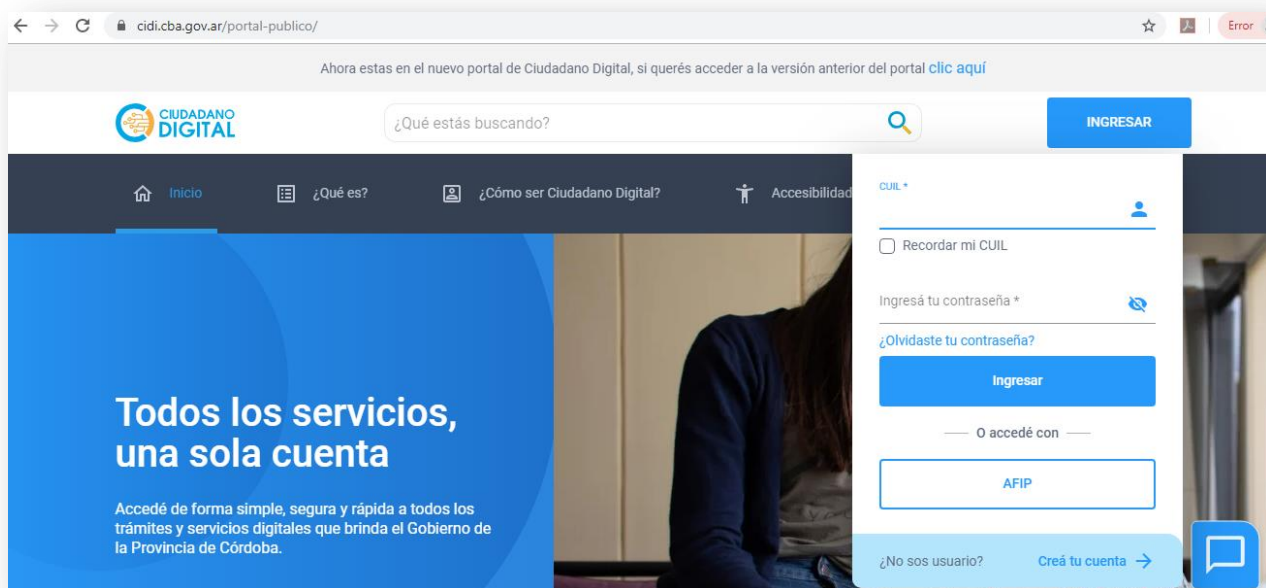 cidi.cba.gov.ar/portal-publico/
Error
Ahora estas en el nuevo portal de Ciudadano Digital, si querés acceder a la versión anterior del portal clic aquí
CIUDADANO
DIGITAL
¿Qué estás buscando?
INGRESAR
Inicio
¿Qué es?
¿Cómo ser Ciudadano Digital?
Accesibilidad
CUIL *
Recordar mi CUIL
Ingresá tu contraseña *
¿Olvidaste tu contraseña?
Ingresar
O accedé con
AFIP
¿No sos usuario? Creá tu cuenta
Todos los servicios,
una sola cuenta
Accedé de forma simple, segura y rápida a todos los
trámites y servicios digitales que brinda el Gobierno de
la Provincia de Córdoba.